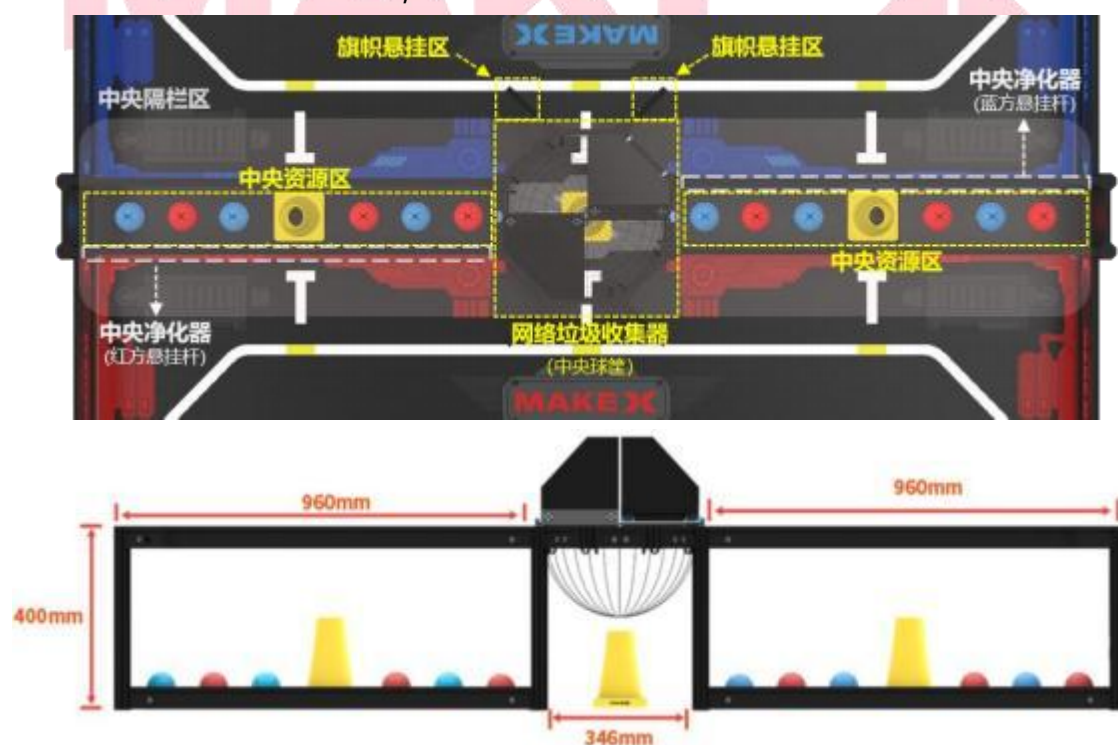 MAKEX
旗帜悬挂区
旗帜悬挂区
中央隔栏区
中央净化器
(蓝方悬挂杆)
中央资源区
中央资源区
中央净化器
(红方悬挂杆)
网络垃圾收集器
(中央球筐)
MAKEX
960mm
960mm
400mm
346mm